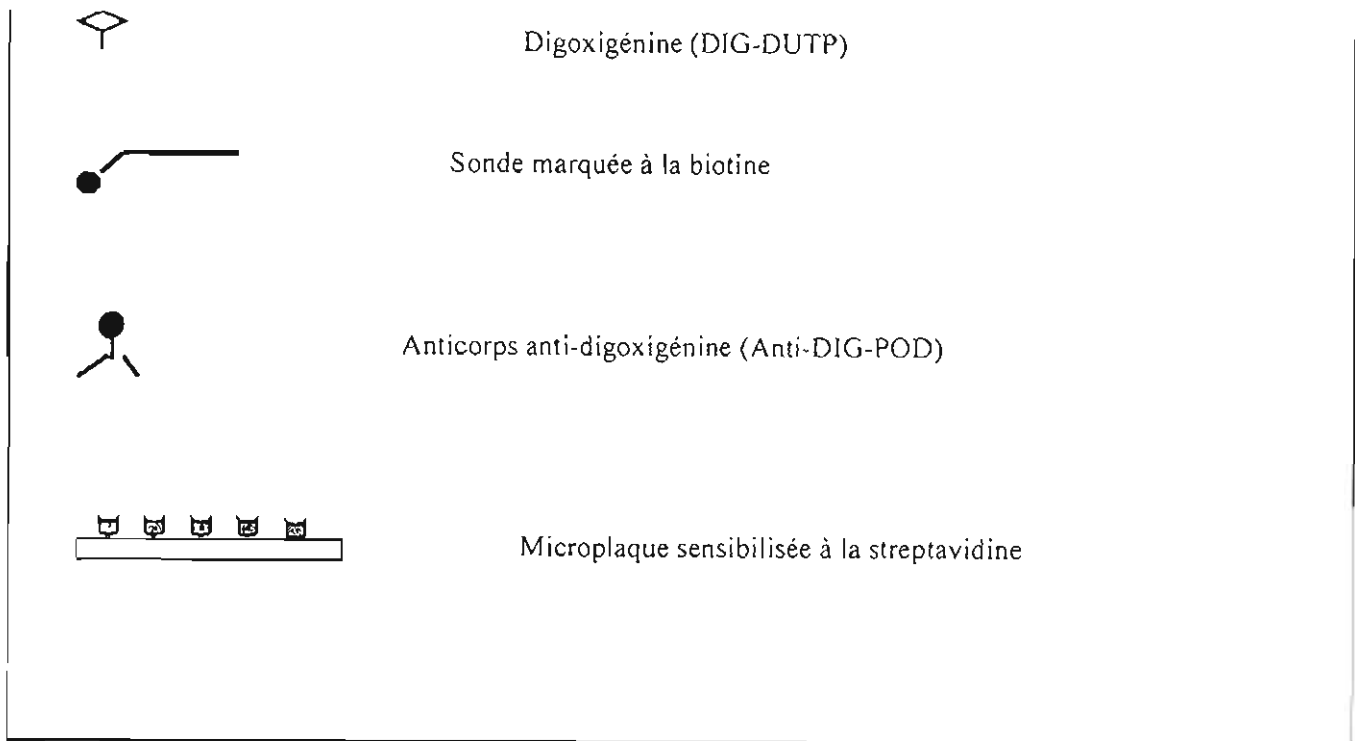 Digoxigénine (DIG-DUTP)
Sonde marquée à la biotine
Anticorps anti-digoxigénine (Anti-DIG-POD)
Microplaque sensibilisée à la streptavidine